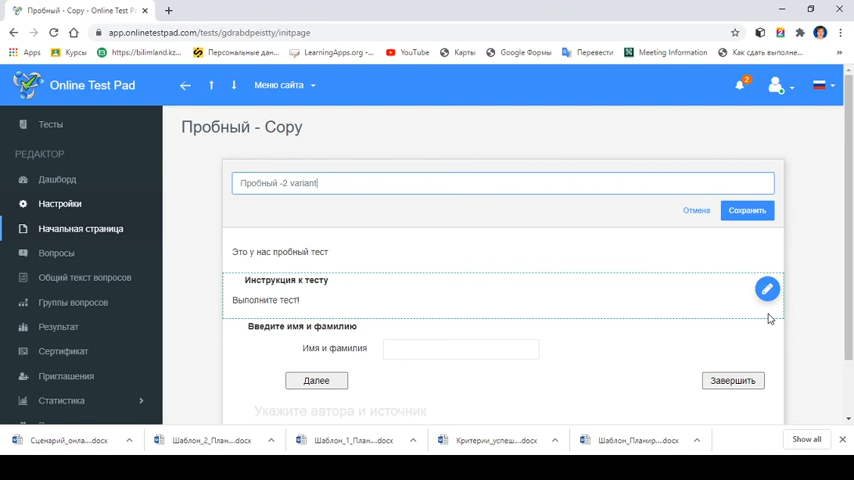 Пробный - Copy - Online Test Pad
app.onlinetestpad.com/tests/gdrabdpeistty/initpage
Apps Курсы https://bilimland.kz... Персональные дан... LearningApps.org -... YouTube Карты Google Формы Перевести Meeting Information Как сдать выполне...
Online Test Pad Меню сайта 2
Тесты
Пробный - Copy
РЕДАКТОР
Дашборд
Пробный -2 variant
Настройки
Отмена Сохранить
Начальная страница
Вопросы
Это у нас пробный тест
Общий текст вопросов
Инструкция к тесту
Группы вопросов
Выполните тест!
Результат
Введите имя и фамилию
Имя и фамилия
Сертификат
Приглашения
Далее Завершить
Статистика
Укажите автора и источник
Сценарий_онла....docx Шаблон_2_План....docx Шаблон_1_План....docx Критерии_успеш....docx Шаблон_Планир....docx Show all